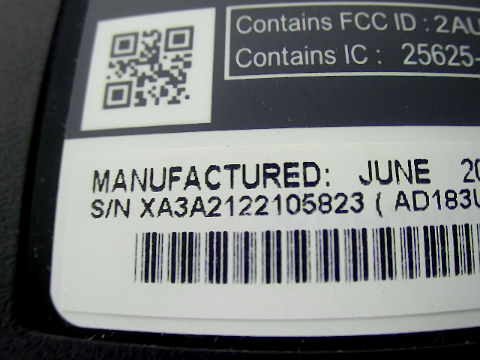 Contains FCC ID : 2AU
Contains IC : 25625-
MANUFACTURED: JUNE 20
S/N XA3A2122105823 ( AD183U